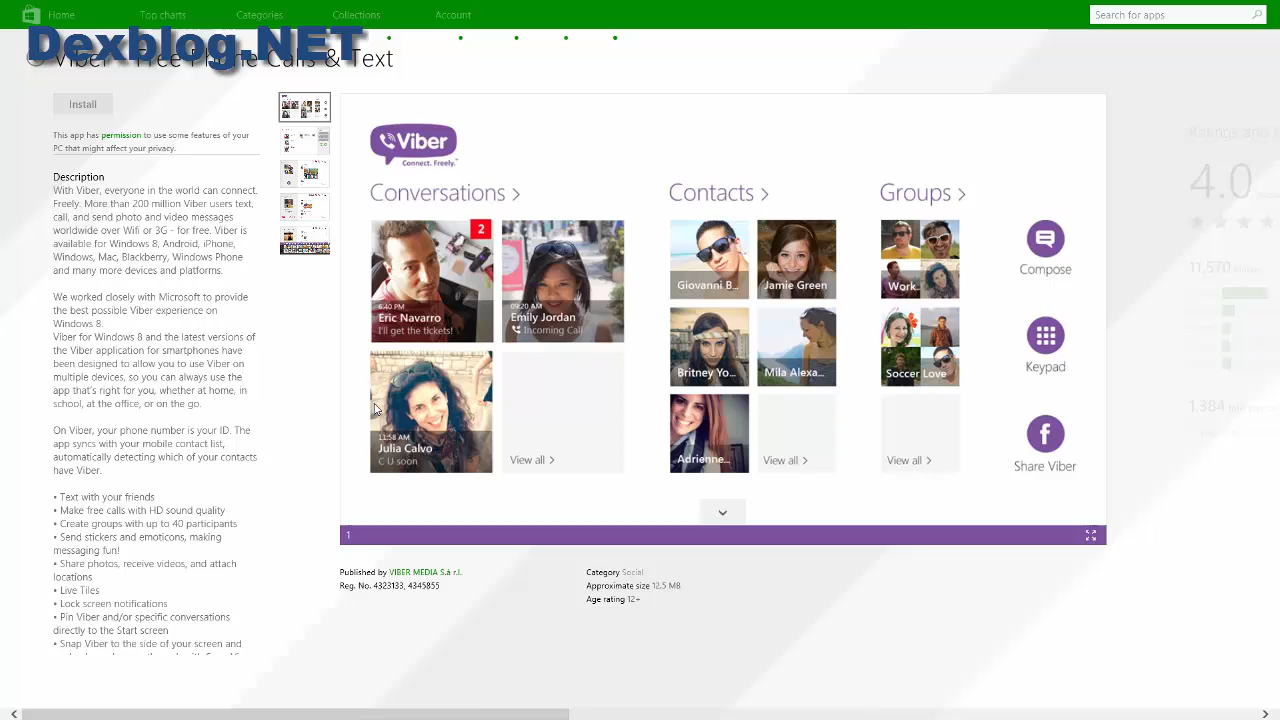 Home
Top charts
Categories
Collections
Account
Search for apps
Dexblog.NET
Viber - Free Phone Calls & Text
Install
This app has permission to use some features of your
PC that might affect your privacy.
Description
With Viber, everyone in the world can connect.
Freely. More than 200 million Viber users text,
call, and send photo and video messages
worldwide over Wifi or 3G - for free. Viber is
available for Windows 8, Android, iPhone,
Windows, Mac, Blackberry, Windows Phone
and many more devices and platforms.
We worked closely with Microsoft to provide
the best possible Viber experience on
Windows 8.
Viber for Windows 8 and the latest versions of
the Viber application for smartphones have
been designed to allow you to use Viber on
multiple devices, so you can always use the
app that's right for you, whether at home, in
school, at the office, or on the go.
On Viber, your phone number is your ID. The
app syncs with your mobile contact list,
automatically detecting which of your contacts
have Viber.
• Text with your friends
• Make free calls with HD sound quality
• Create groups with up to 40 participants
• Send stickers and emoticons, making
messaging fun!
• Share photos, receive videos, and attach
locations
• Live Tiles
• Lock screen notifications
• Pin Viber and/or specific conversations
directly to the Start screen
• Snap Viber to the side of your screen and
Viber
Connect. Freely.™
Conversations >
2
6:40 PM
Eric Navarro
I'll get the tickets!
09:20 AM
Emily Jordan
Incoming Call
11:58 AM
Julia Calvo
C U soon
View all >
Contacts >
Giovanni B...
Jamie Green
Britney Yo...
Mila Alexa...
Adrienne...
View all >
Groups >
Work
Soccer Love
View all >
Compose
Keypad
Share Viber
1
Published by VIBER MEDIA S.à r.l.
Reg. No. 4323133, 4345855
Category Social
Approximate size 12.5 MB
Age rating 12+
Ratings and
4.0
11,570
1,384